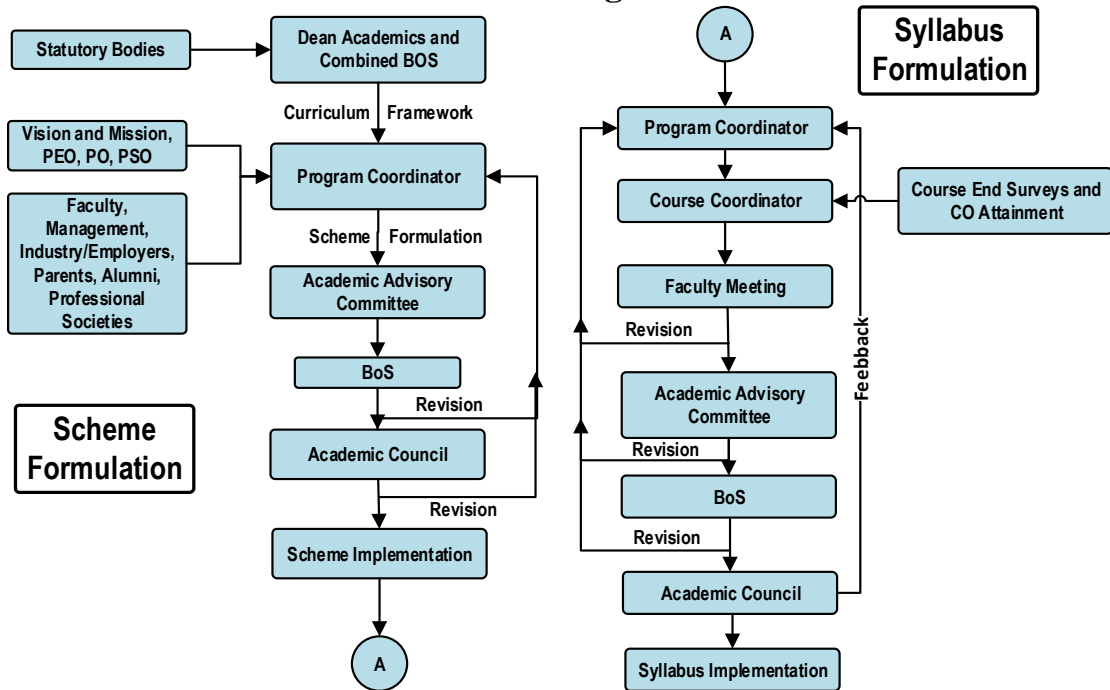 Statutory Bodies
Dean Academics and
Combined BOS
Curriculum Framework
Vision and Mission,
PEO, PO, PSO
Program Coordinator
Faculty,
Management,
Industry/Employers,
Parents, Alumni,
Professional
Societies
Scheme Formulation
Academic Advisory
Committee
BoS
Revision
Scheme
Formulation
Academic Council
Revision
Scheme Implementation
A
A
Syllabus
Formulation
Program Coordinator
Course Coordinator
Course End Surveys and
CO Attainment
Faculty Meeting
Revision
Academic Advisory
Committee
Feebback
Revision
BoS
Revision
Academic Council
Syllabus Implementation